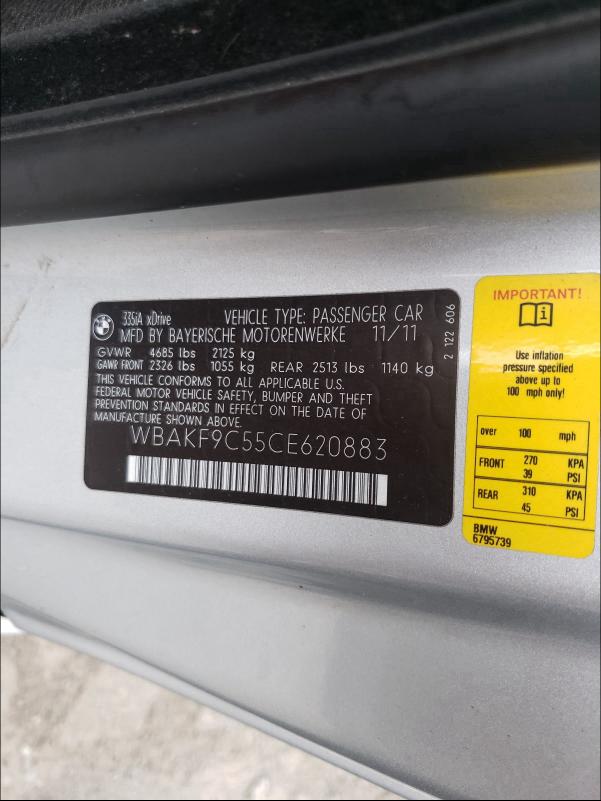 335iA xDrive VEHICLE TYPE: PASSENGER CAR
MFD BY BAYERISCHE MOTORENWERKE 11/11
GVWR 4685 lbs 2125 kg
GAWR FRONT 2326 lbs 1055 kg REAR 2513 lbs 1140 kg
THIS VEHICLE CONFORMS TO ALL APPLICABLE U.S.
FEDERAL MOTOR VEHICLE SAFETY, BUMPER AND THEFT
PREVENTION STANDARDS IN EFFECT ON THE DATE OF
MANUFACTURE SHOWN ABOVE.
WBAKF9C55CE620883
2 122 606
IMPORTANT!
Use inflation
pressure specified
above up to
100 mph only!
over 100 mph
FRONT 270 KPA
39 PSI
REAR 310 KPA
45 PSI
BMW
6795739